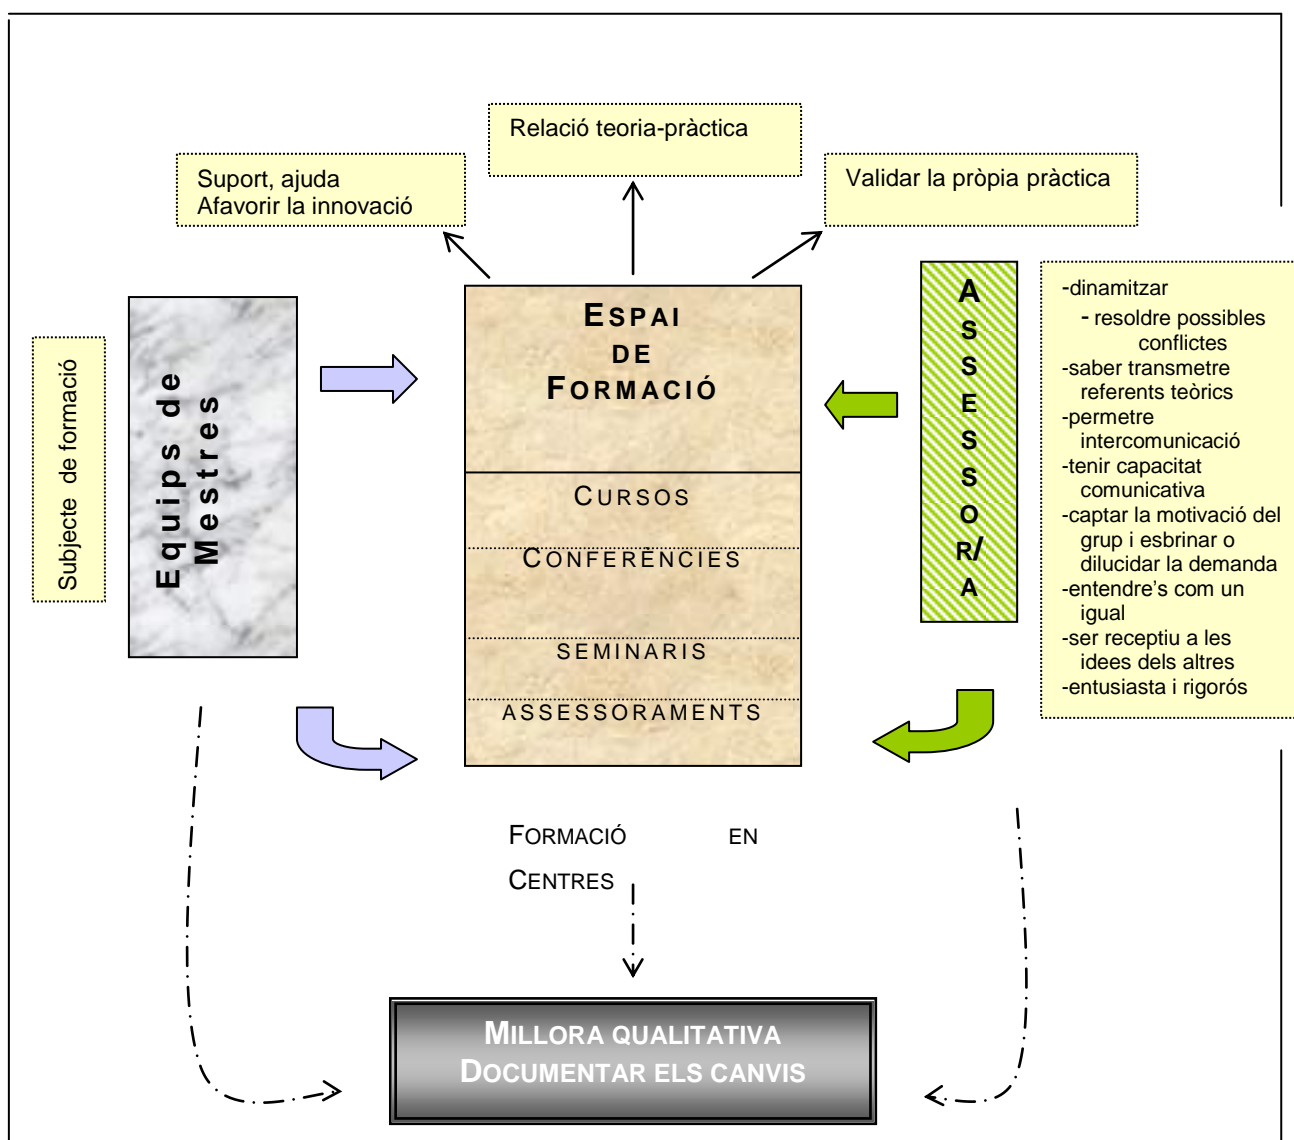 Relació teoria-pràctica
Suport, ajuda
Afavorir la innovació
Validar la pròpia pràctica
Subjecte de formació
Equips de
Mestres
ESPAI
DE
FORMACIÓ
CURSOS
CONFERÈNCIES
SEMINARIS
ASSESSORAMENTS
A
S
S
E
S
S
O
R/
A
-dinamitzar
- resoldre possibles
conflictes
-saber transmetre
referents teòrics
-permetre
intercomunicació
-tenir capacitat
comunicativa
-captar la motivació del
grup i esbrinar o
dilucidar la demanda
-entendre's com un
igual
-ser receptiu a les
idees dels altres
-entusiasta i rigorós
FORMACIÓ EN
CENTRES
MILLORA QUALITATIVA
DOCUMENTAR ELS CANVIS